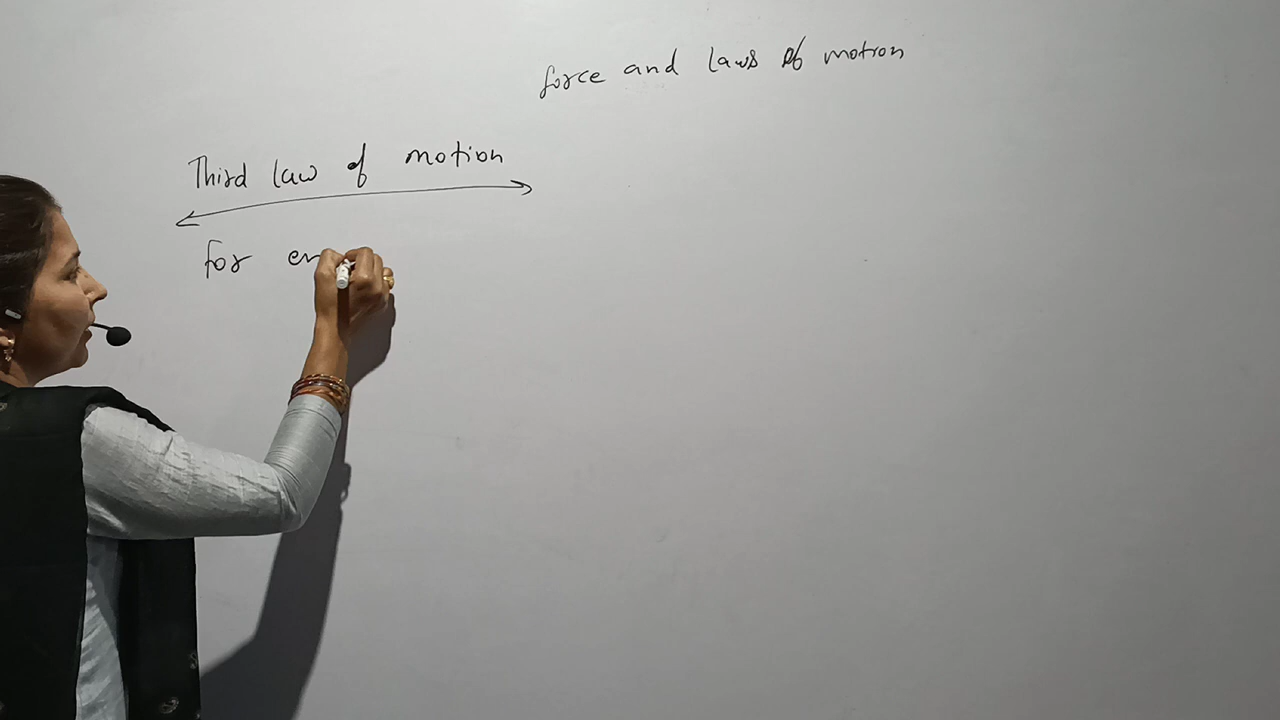 force and laws of motion
Third law of motion
for